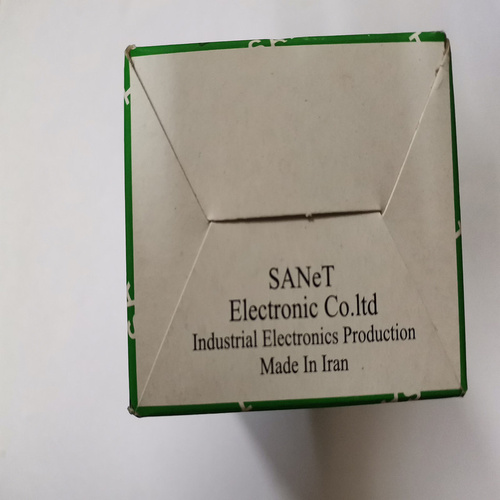 SANeT
Electronic Co.ltd
Industrial Electronics Production
Made In Iran